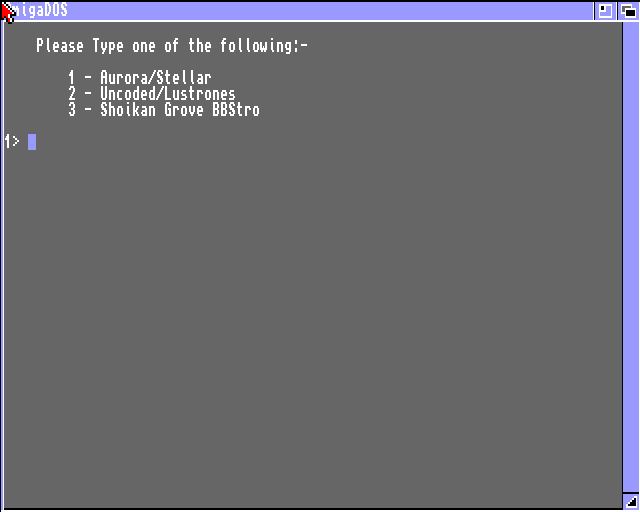 migaDOS
Please Type one of the following:-
1 - Aurora/Stellar
2 - Uncoded/Lustrones
3 - Shoikan Grove BBStro
1>